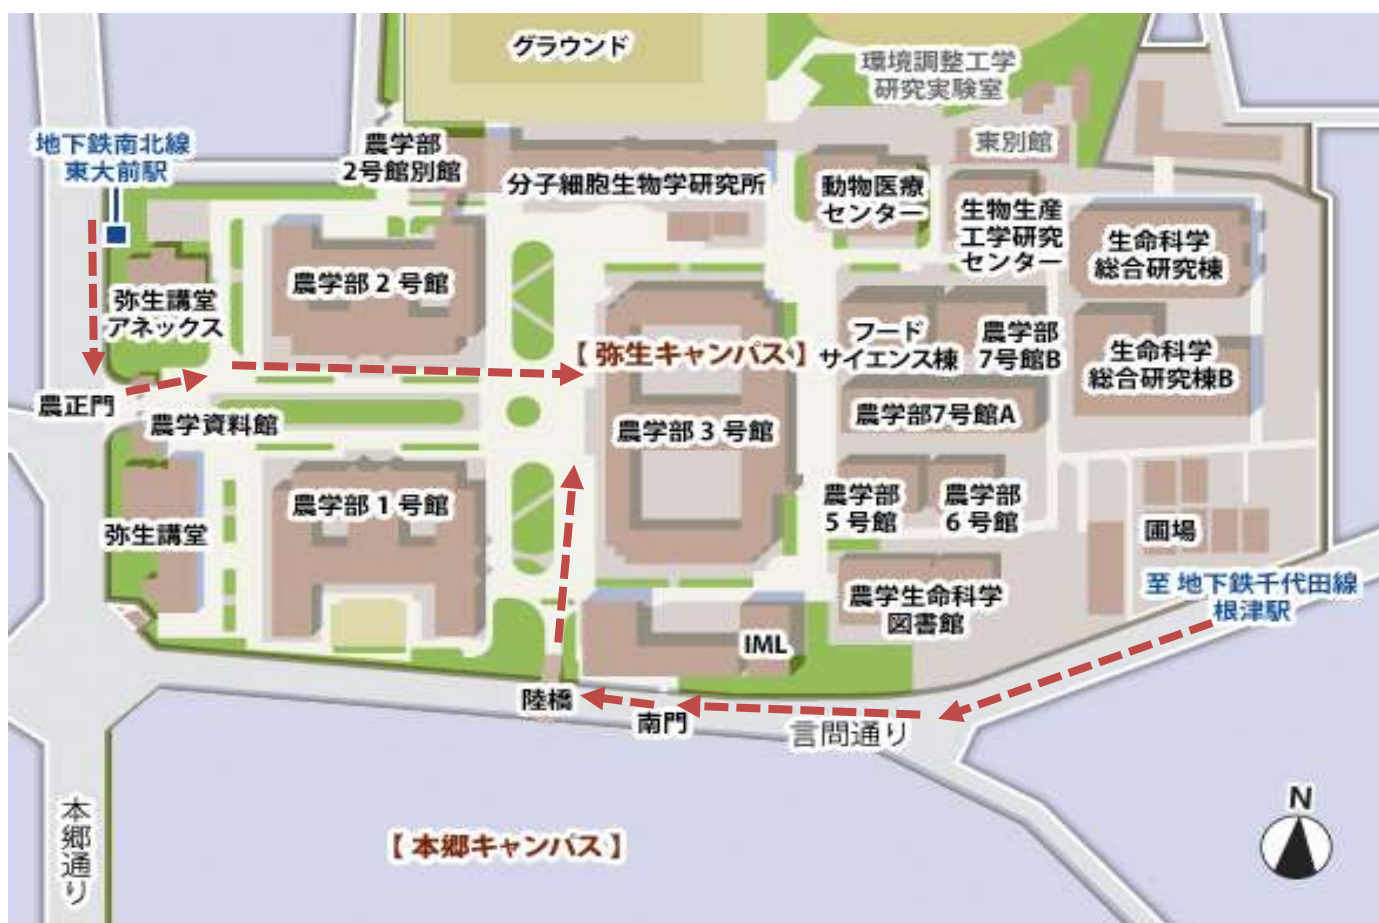 グラウンド
環境調整工学
研究実験室
地下鉄南北線
東大前駅
農学部
2号館別館
東別館
分子細胞生物学研究所
動物医療
センター
生物生産
工学研究
センター
生命科学
総合研究棟
弥生講堂
アネックス
農学部 2 号館
【 弥生キャンパス 】
フード
サイエンス棟
農学部
7号館B
生命科学
総合研究棟B
農正門
農学資料館
農学部 3 号館
農学部7号館A
弥生講堂
農学部 1 号館
農学部
5 号館
農学部
6 号館
圃場
至 地下鉄千代田線
根津駅
農学生命科学
図書館
IML
陸橋
南門
言問通り
本郷通り
【 本郷キャンパス 】
N